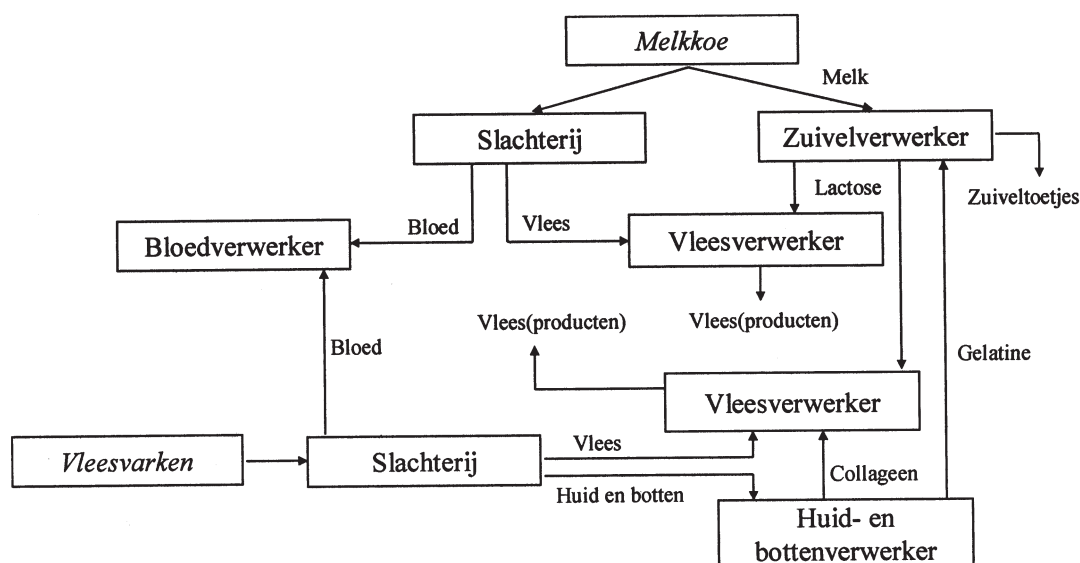 Melkkoe
Melk
Slachterij
Zuivelverwerker
Lactose
Zuiveltoetjes
Bloed
Vlees
Bloedverwerker
Vleesverwerker
Vlees(producten)
Vlees(producten)
Bloed
Gelatine
Vleesverwerker
Vleesvarken
Slachterij
Vlees
Huid en botten
Collageen
Huid- en
bottenverwerker